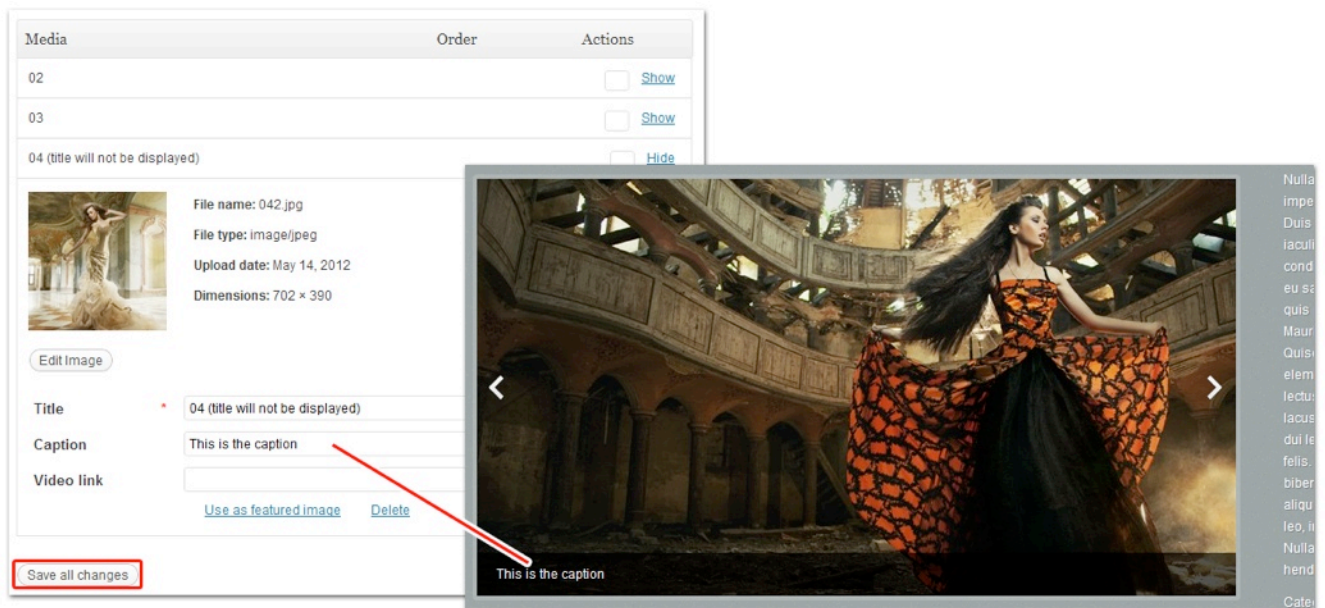 Media Order Actions
02 Show
03 Show
04 (title will not be displayed) Hide
File name: 042.jpg
File type: image/jpeg
Upload date: May 14, 2012
Dimensions: 702 × 390
Edit Image
Title * 04 (title will not be displayed)
Caption This is the caption
Video link
Use as featured image Delete
Save all changes
This is the caption
Nulla
impe
Duis
iaculi
cond
eu sa
quis
Maur
Quis
elem
lectu
lacus
dui le
felis.
biber
aliqu
leo, i
Nulla
hend
Cate